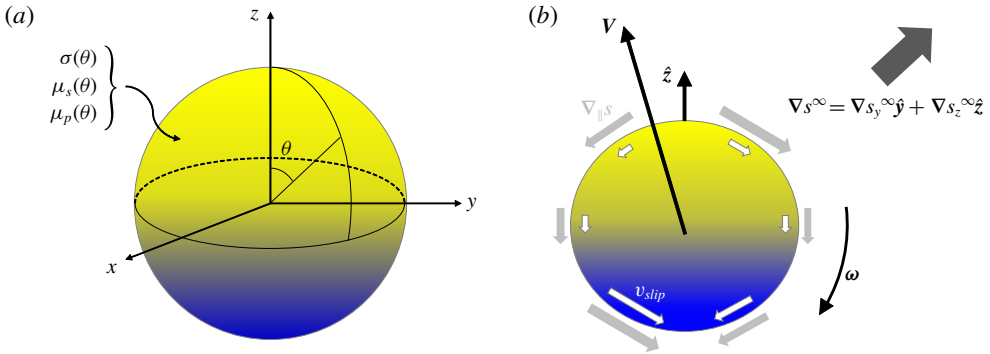 (a)
z
σ(θ)
μs(θ)
μp(θ)
θ
y
x
(b)
V
ẑ
∇∥s
∇s∞ = ∇sy∞ŷ + ∇sz∞ẑ
vslip
ω